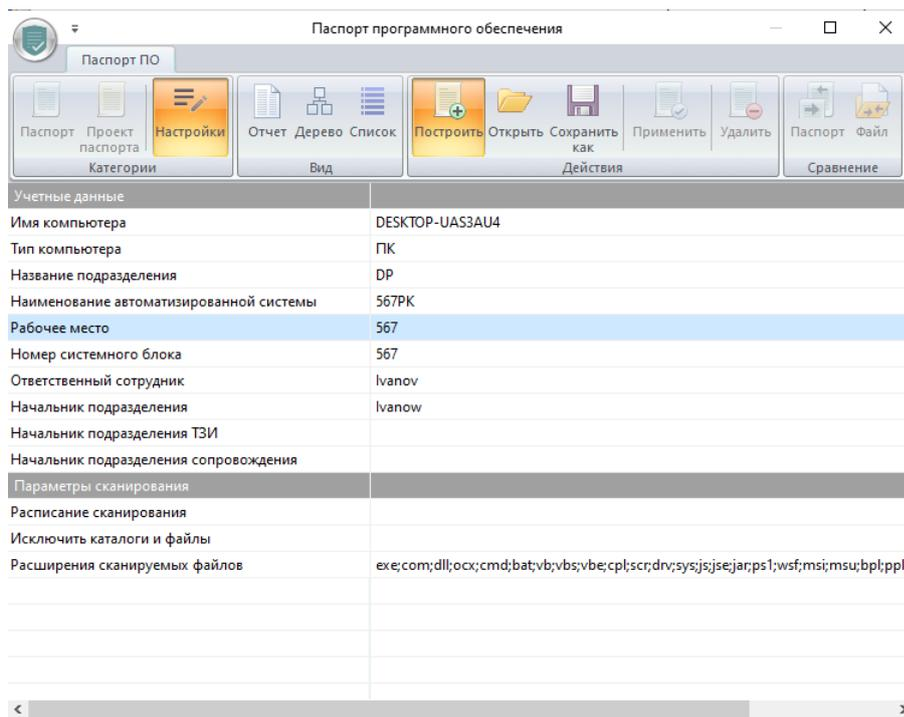 Паспорт программного обеспечения
Паспорт ПО
Паспорт Проект паспорта Настройки Отчет Дерево Список Построить Открыть Сохранить как Применить Удалить Паспорт Файл
Категории Вид Действия Сравнение
Учетные данные
Имя компьютера DESKTOP-UAS3AU4
Тип компьютера ПК
Название подразделения DP
Наименование автоматизированной системы 567PK
Рабочее место 567
Номер системного блока 567
Ответственный сотрудник Ivanov
Начальник подразделения Ivanow
Начальник подразделения ТЗИ
Начальник подразделения сопровождения
Параметры сканирования
Расписание сканирования
Исключить каталоги и файлы
Расширения сканируемых файлов exe;com;dll;ocx;cmd;bat;vb;vbs;vbe;cpl;scr;drv;sys;js;jse;jar;ps1;wsf;msi;msu;bpl;ppl